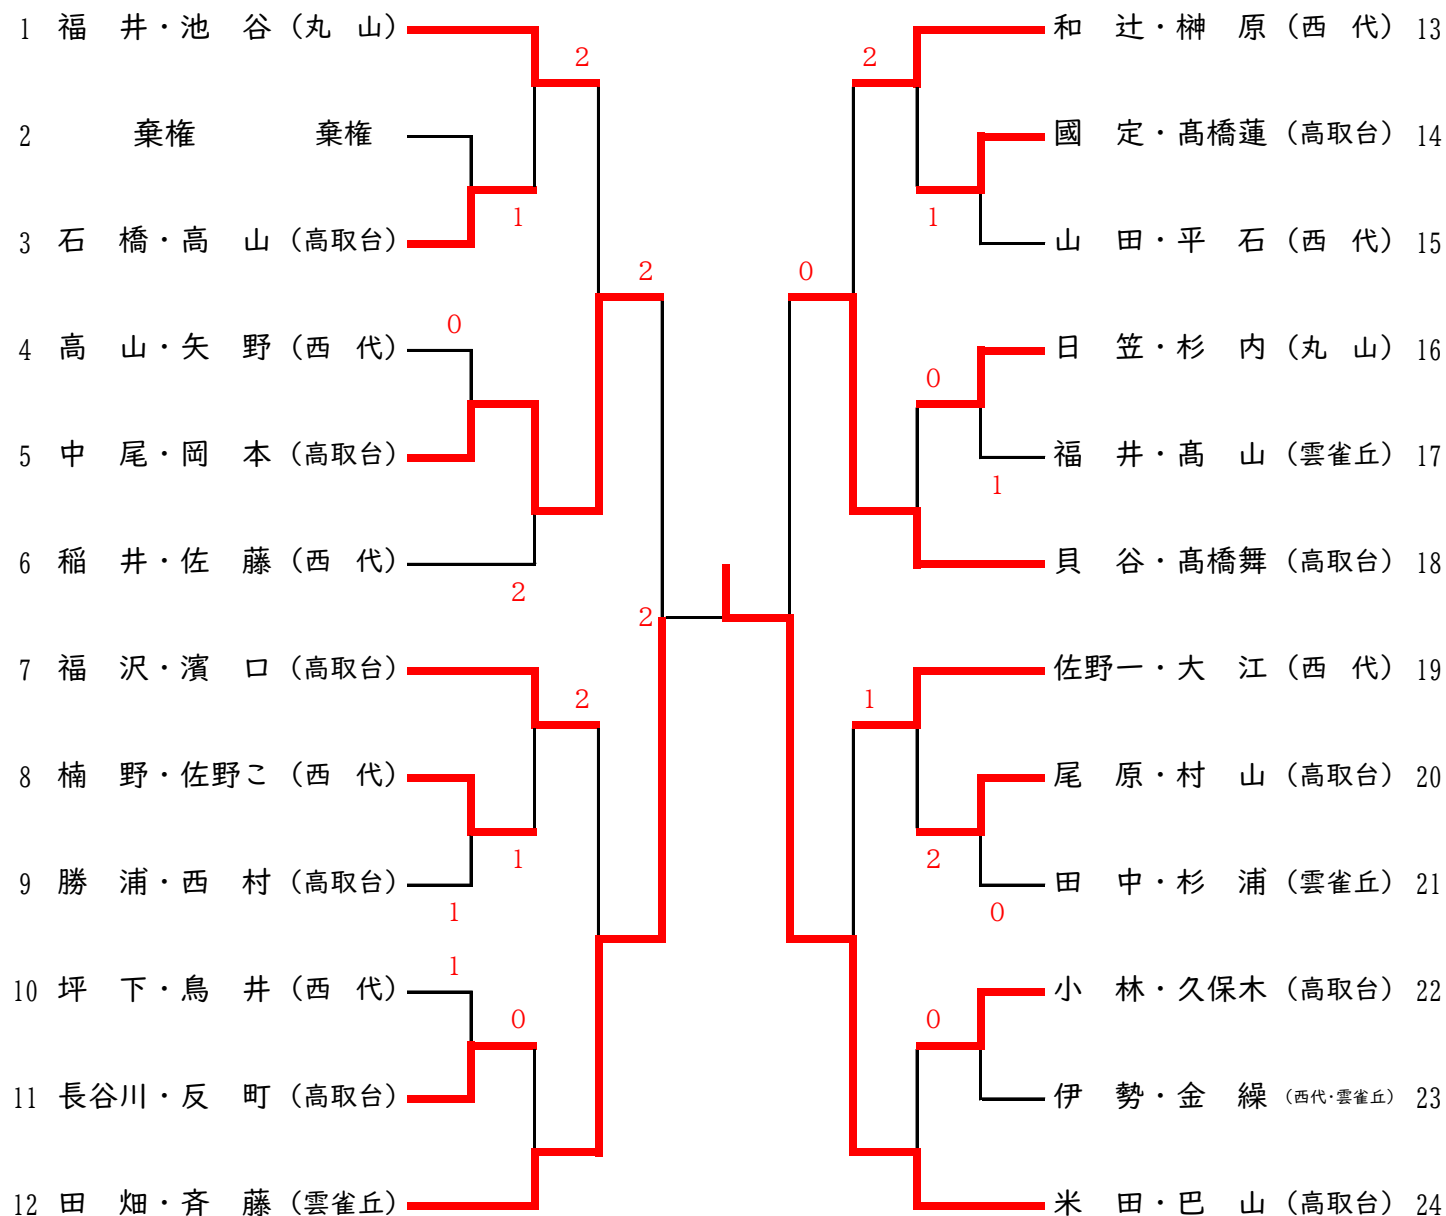 1 福 井・池 谷 (丸 山)
2
2 棄権 棄権
1
3 石 橋・高 山 (高取台)
2
0
4 高 山・矢 野 (西 代)
5 中 尾・岡 本 (高取台)
6 稲 井・佐 藤 (西 代)
2
2
7 福 沢・濱 口 (高取台)
2
8 楠 野・佐野こ (西 代)
1
9 勝 浦・西 村 (高取台)
1
1
10 坪 下・鳥 井 (西 代)
0
11 長谷川・反 町 (高取台)
12 田 畑・斉 藤 (雲雀丘)
和 辻・榊 原 (西 代) 13
2
國 定・髙橋蓮 (高取台) 14
1
山 田・平 石 (西 代) 15
0
日 笠・杉 内 (丸 山) 16
0
福 井・髙 山 (雲雀丘) 17
1
貝 谷・髙橋舞 (高取台) 18
佐野一・大 江 (西 代) 19
1
尾 原・村 山 (高取台) 20
2
田 中・杉 浦 (雲雀丘) 21
0
小 林・久保木 (高取台) 22
0
伊 勢・金 繰 (西代・雲雀丘) 23
米 田・巴 山 (高取台) 24